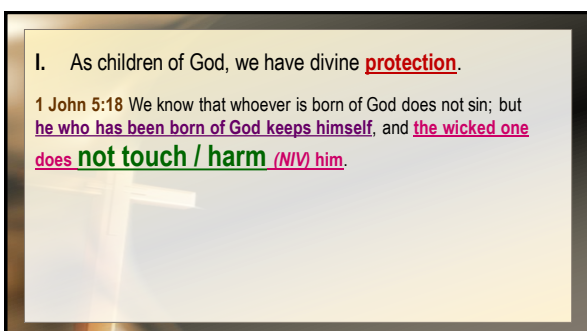 I. As children of God, we have divine protection.
1 John 5:18 We know that whoever is born of God does not sin; but
he who has been born of God keeps himself, and the wicked one
does not touch / harm (NIV) him.